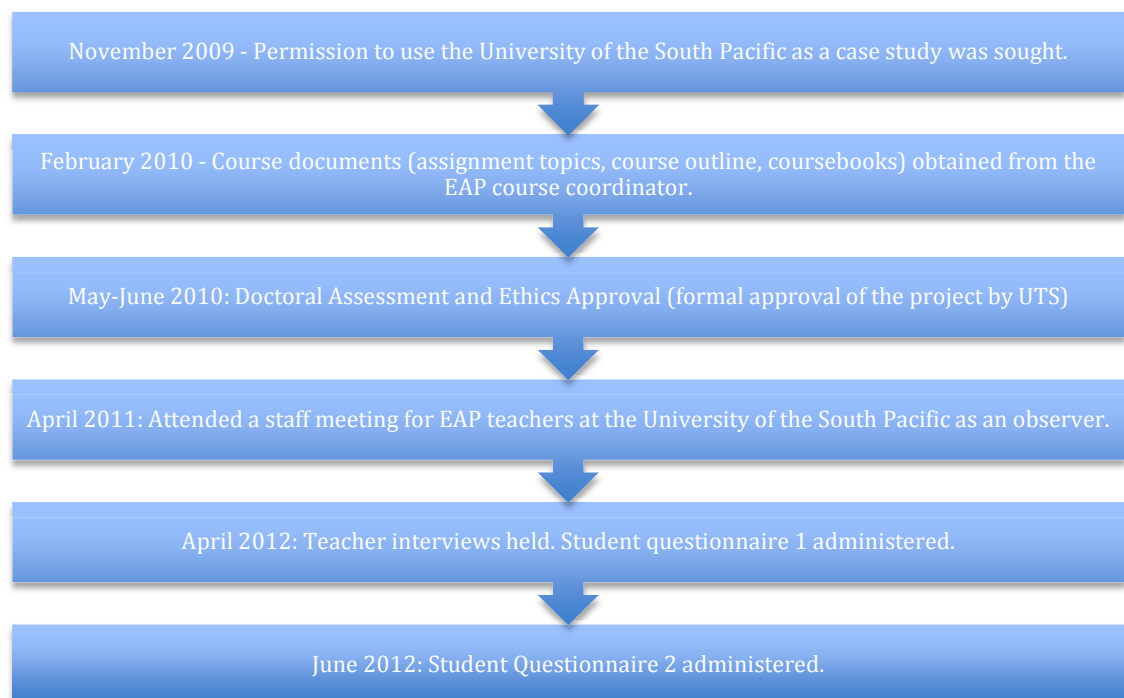 November 2009 - Permission to use the University of the South Pacific as a case study was sought.
February 2010 - Course documents (assignment topics, course outline, coursebooks) obtained from the
EAP course coordinator.
May-June 2010: Doctoral Assessment and Ethics Approval (formal approval of the project by UTS)
April 2011: Attended a staff meeting for EAP teachers at the University of the South Pacific as an observer.
April 2012: Teacher interviews held. Student questionnaire 1 administered.
June 2012: Student Questionnaire 2 administered.